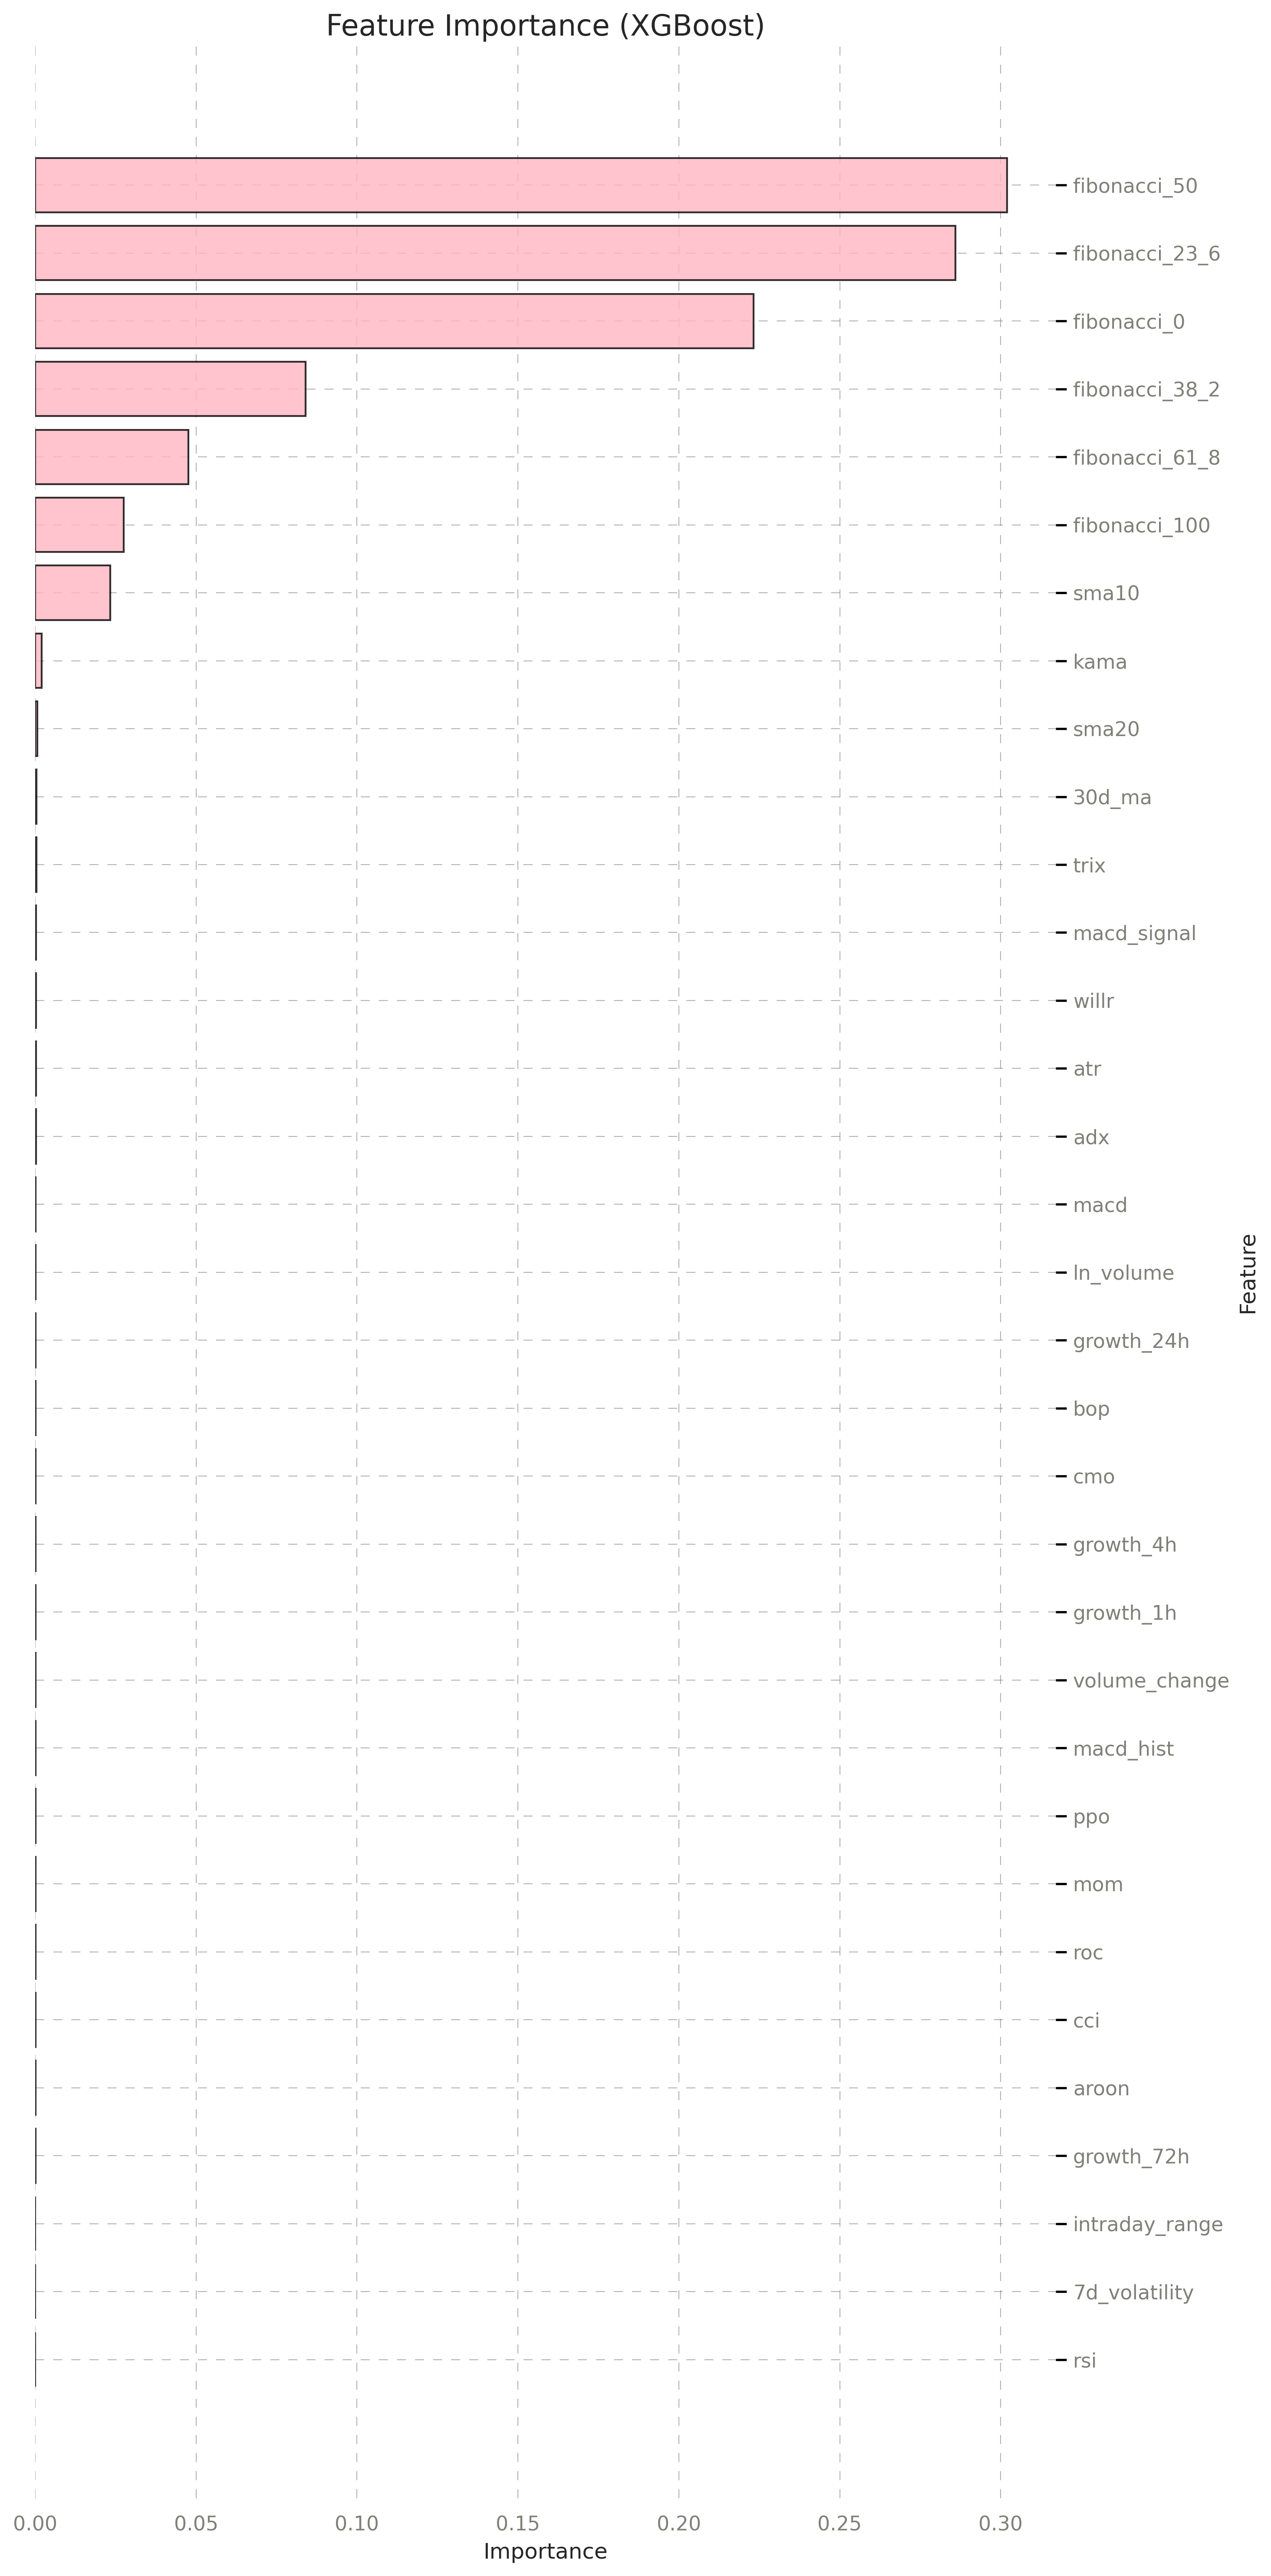 Feature Importance (XGBoost)
fibonacci_50
fibonacci_23_6
fibonacci_0
fibonacci_38_2
fibonacci_61_8
fibonacci_100
sma10
kama
sma20
30d_ma
trix
macd_signal
willr
atr
adx
macd
ln_volume
growth_24h
bop
cmo
growth_4h
growth_1h
volume_change
macd_hist
ppo
mom
roc
cci
aroon
growth_72h
intraday_range
7d_volatility
rsi
Feature
0.00 0.05 0.10 0.15 0.20 0.25 0.30
Importance